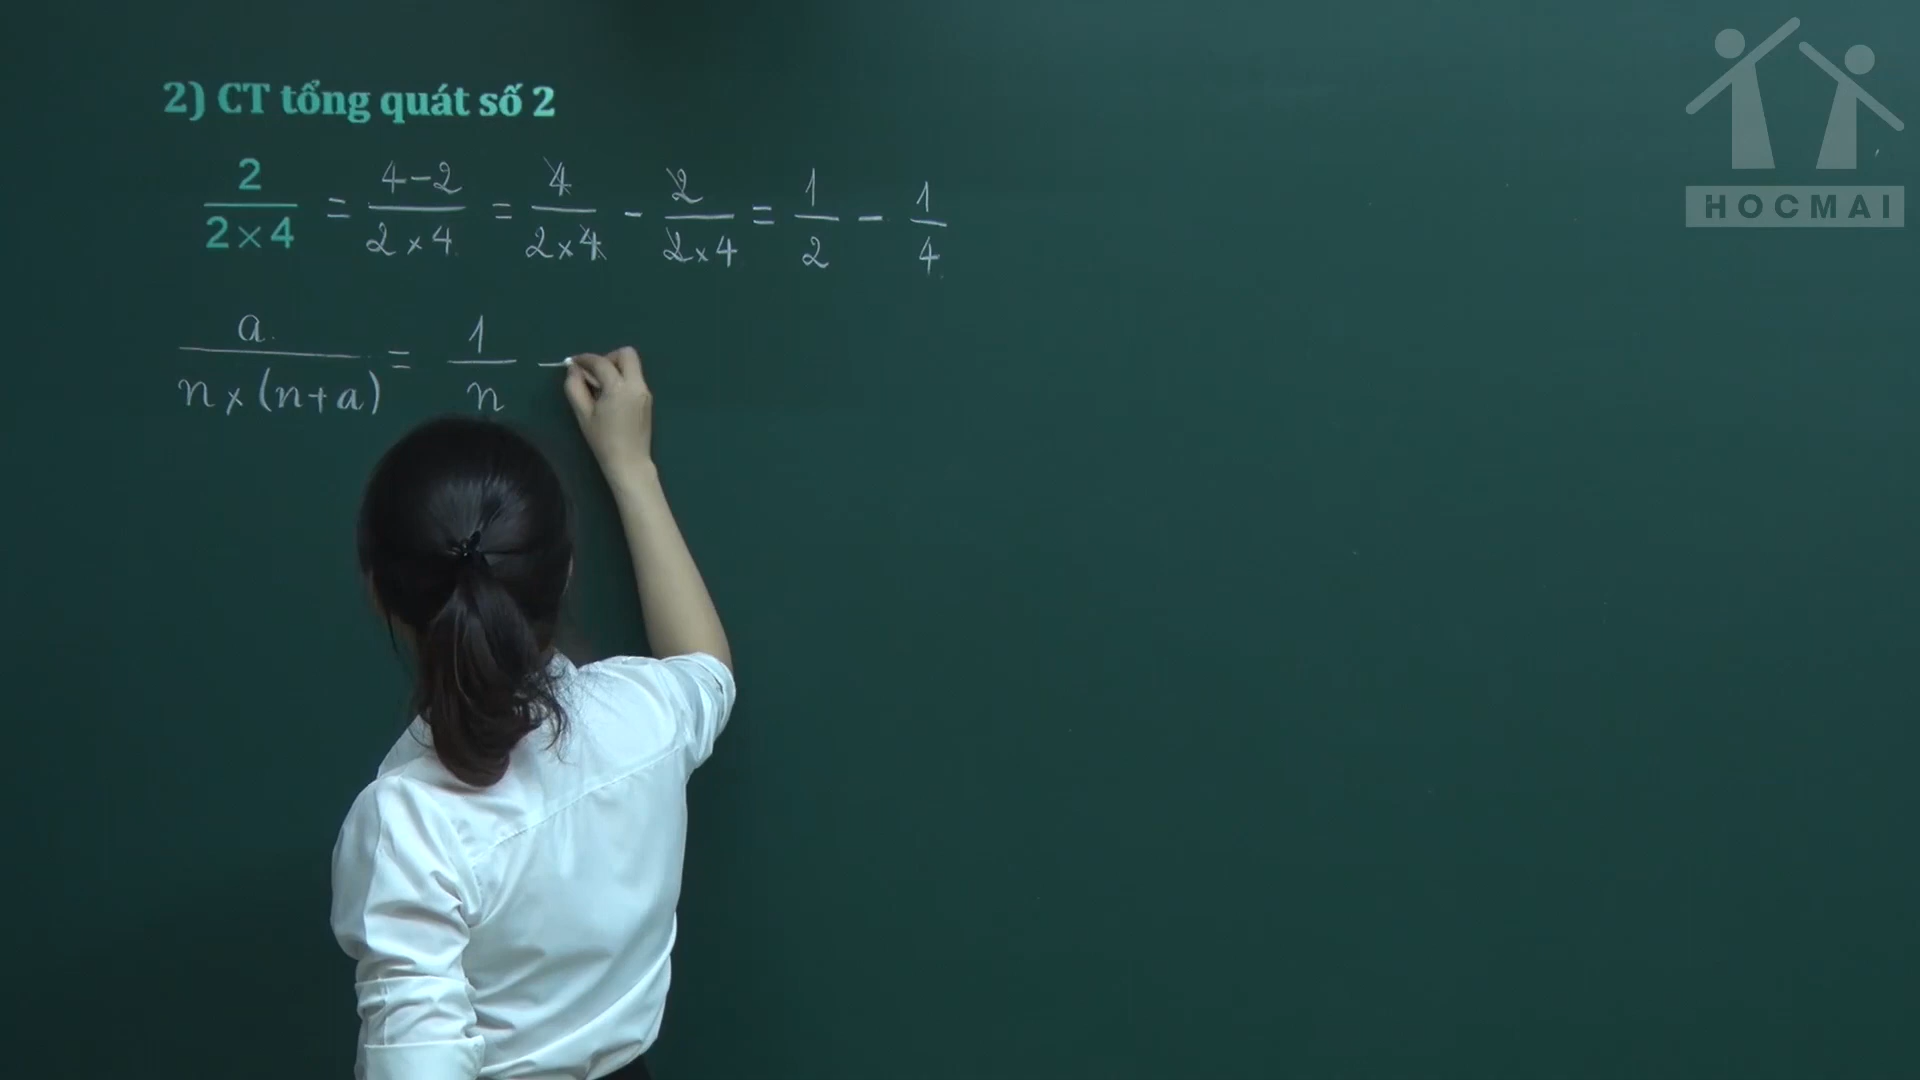 HOCMAI
2) CT tổng quát số 2
2/(2×4) = (4-2)/(2×4) = 4/(2×4) - 2/(2×4) = 1/2 - 1/4
a/(n×(n+a)) = 1/n -